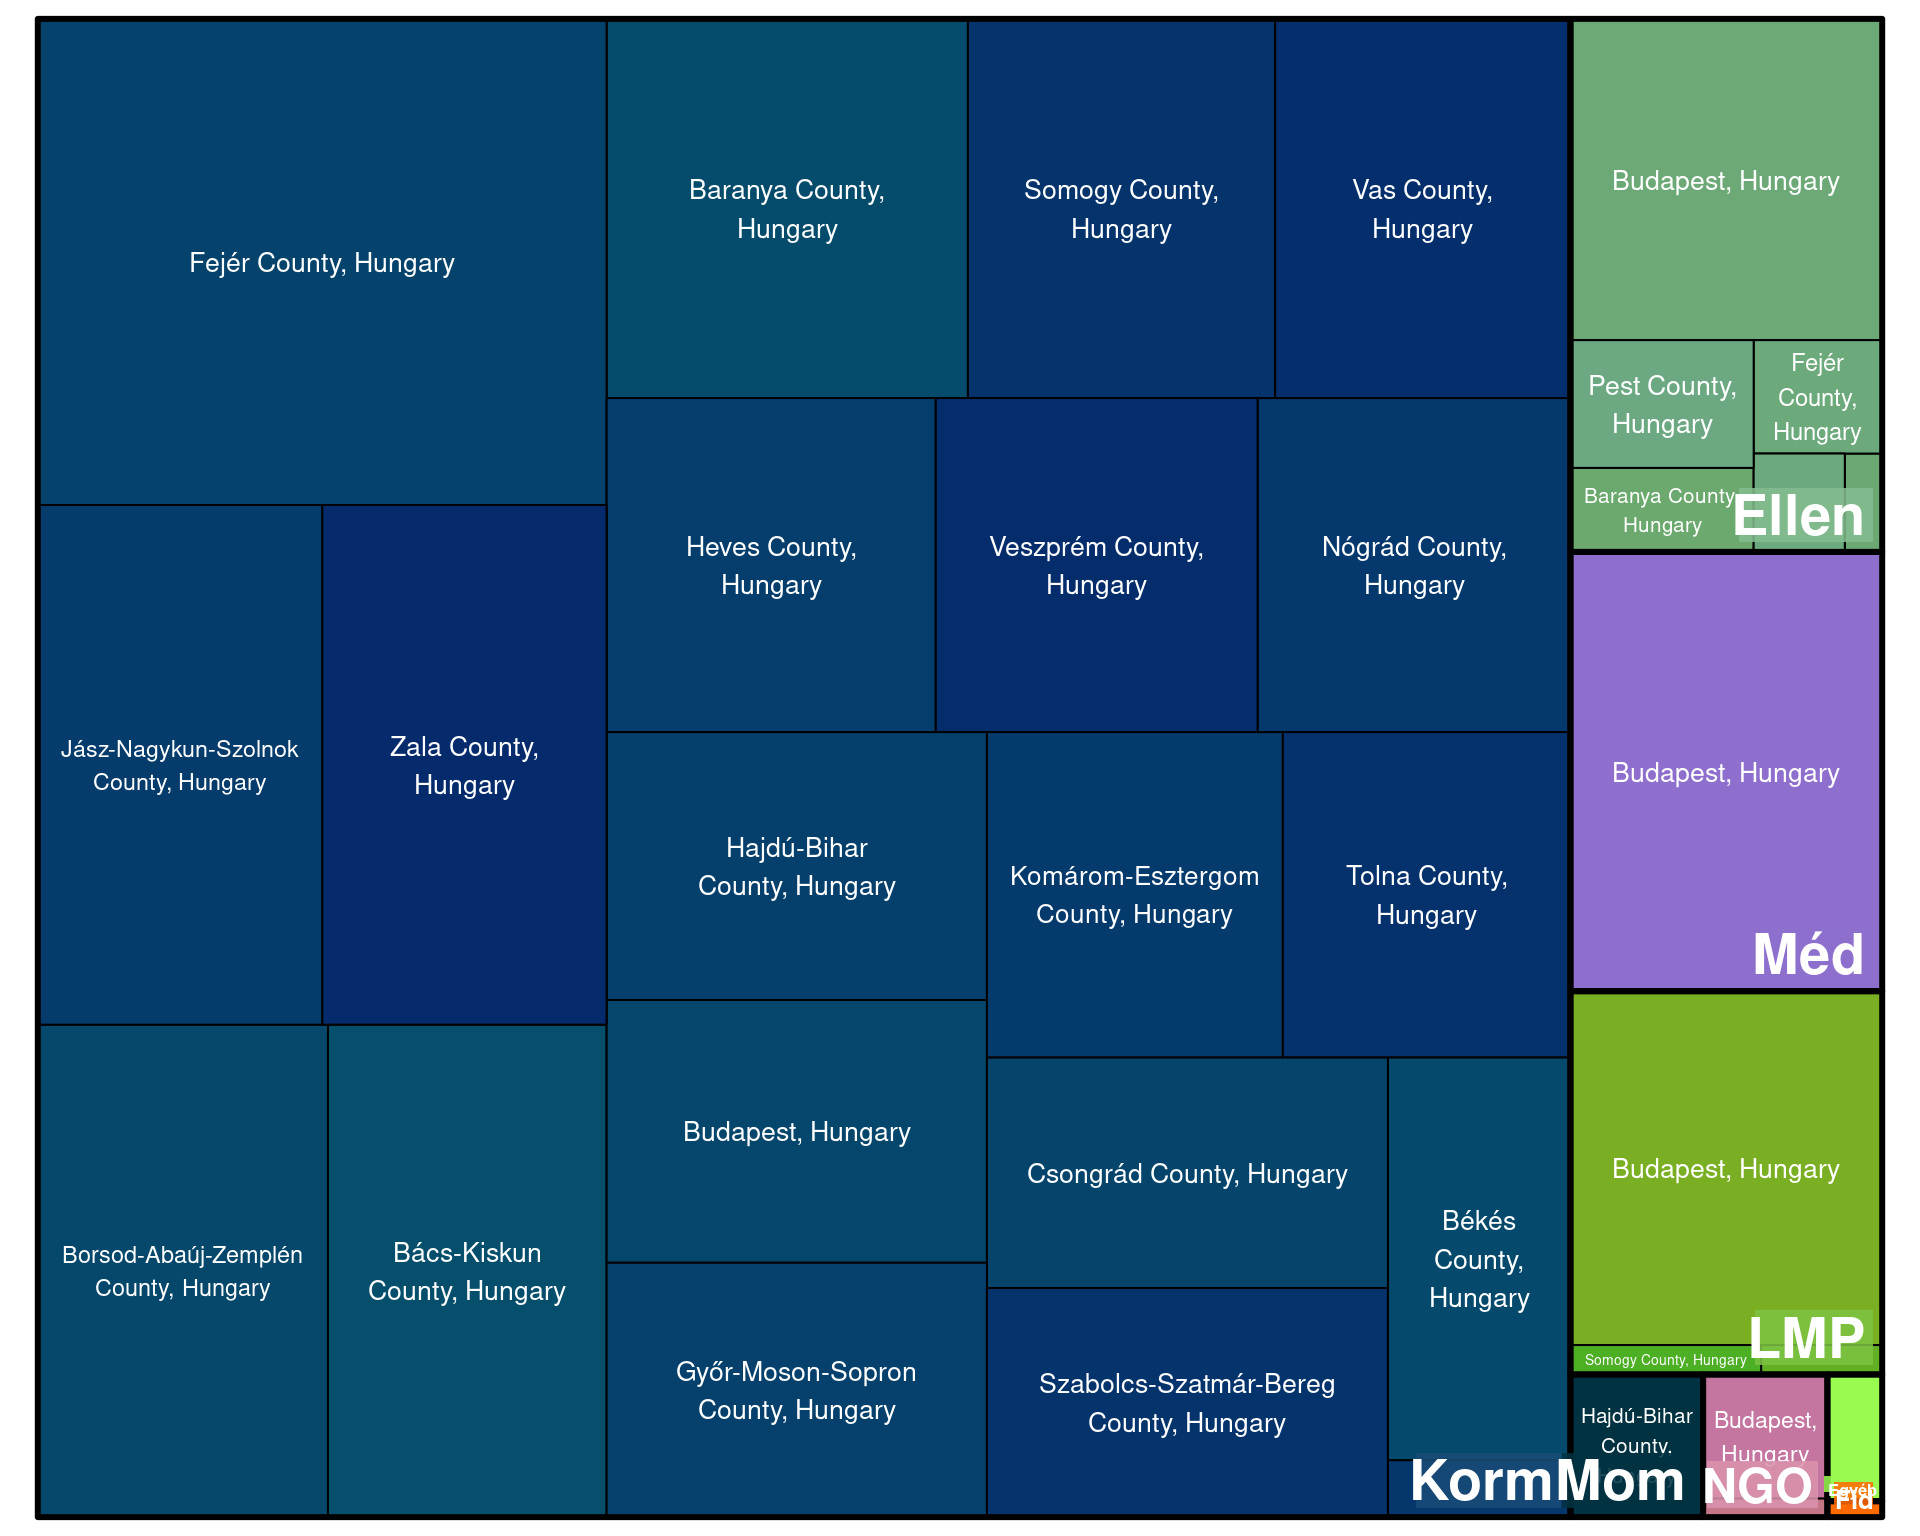 Fejér County, Hungary
Baranya County,
Hungary
Somogy County,
Hungary
Vas County,
Hungary
Budapest, Hungary
Pest County,
Hungary
Fejér
County,
Hungary
Baranya County
Hungary
Ellen
Jász-Nagykun-Szolnok
County, Hungary
Zala County,
Hungary
Heves County,
Hungary
Veszprém County,
Hungary
Nógrád County,
Hungary
Budapest, Hungary
Méd
Hajdú-Bihar
County, Hungary
Komárom-Esztergom
County, Hungary
Tolna County,
Hungary
Budapest, Hungary
LMP
Somogy County, Hungary
Borsod-Abaúj-Zemplén
County, Hungary
Bács-Kiskun
County, Hungary
Budapest, Hungary
Csongrád County, Hungary
Békés
County,
Hungary
Győr-Moson-Sopron
County, Hungary
Szabolcs-Szatmár-Bereg
County, Hungary
Korm
Hajdú-Bihar
County.
Mom
Budapest,
Hungary
NGO
Egyéb
Fid